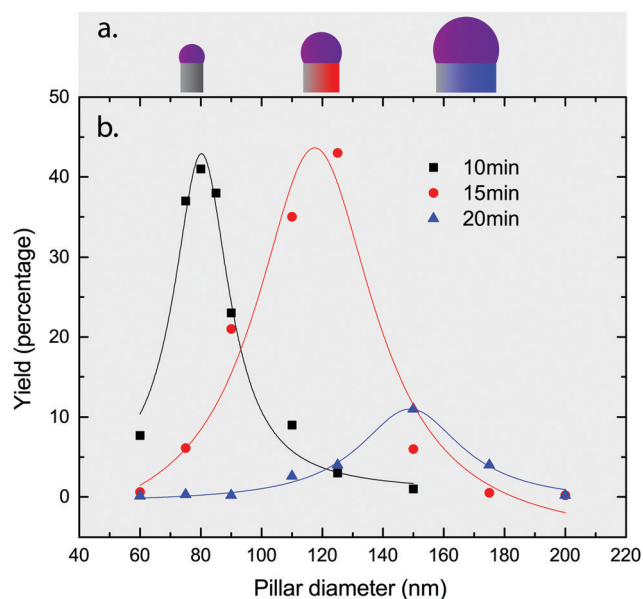 a.
b.
50
40
30
20
10
0
Yield (percentage)
10min
15min
20min
40 60 80 100 120 140 160 180 200 220
Pillar diameter (nm)